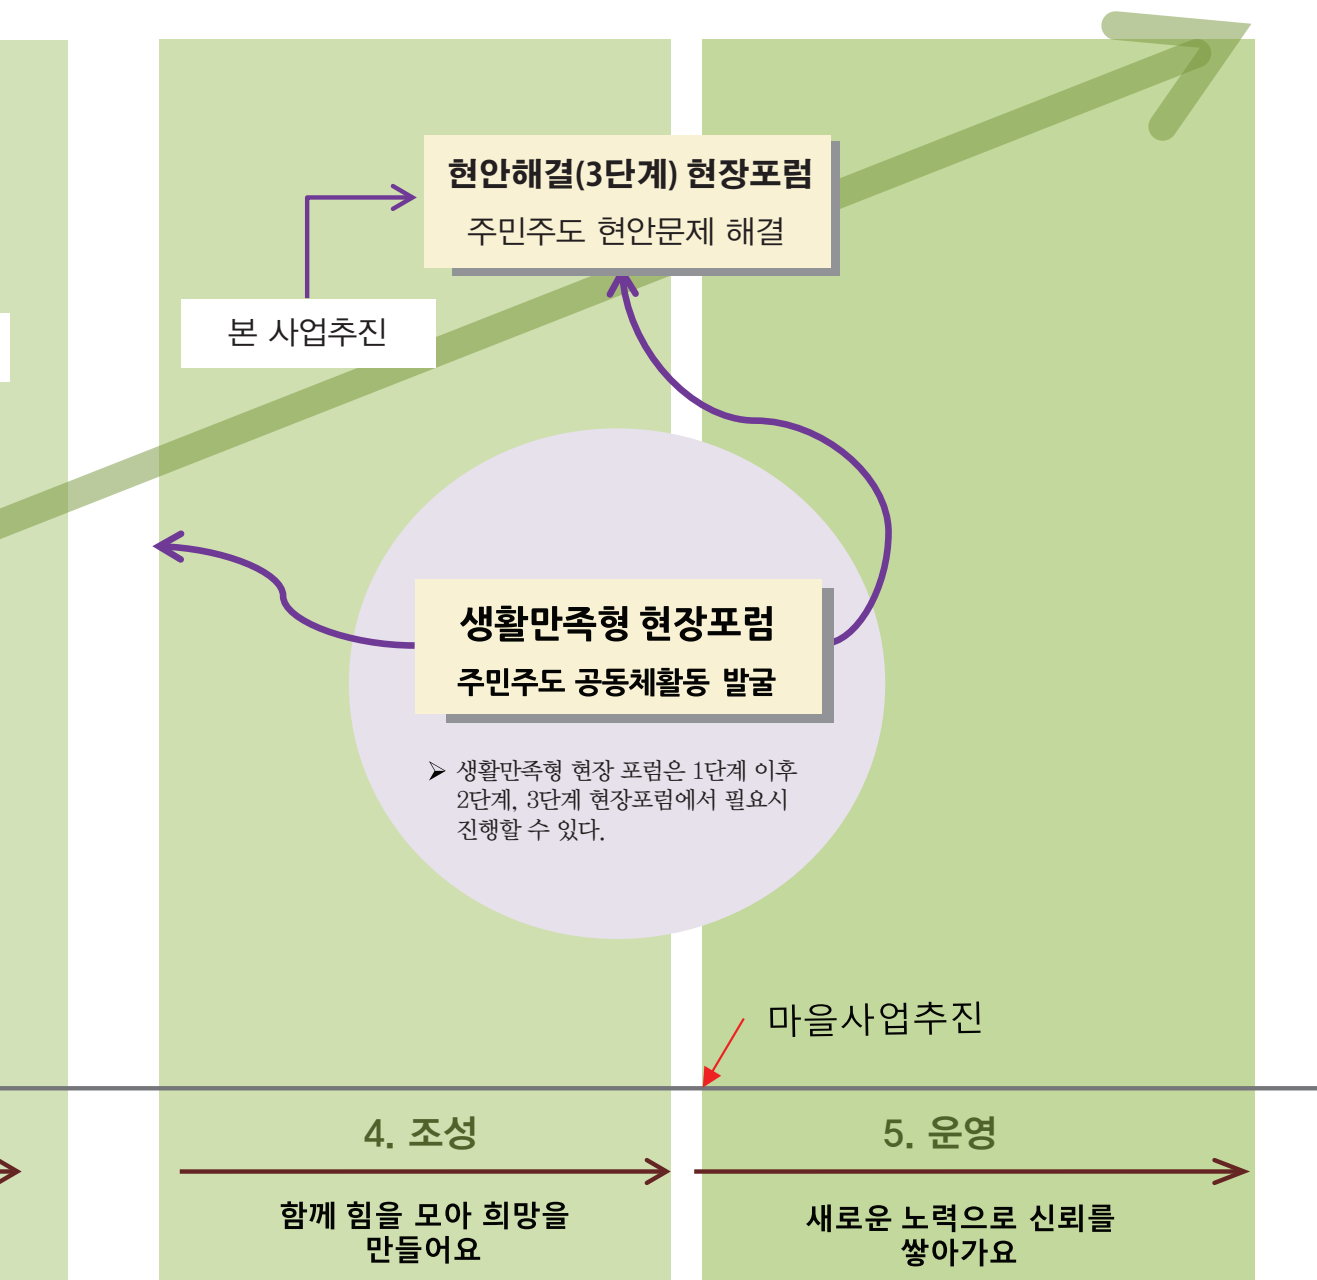 현안해결(3단계) 현장포럼
주민주도 현안문제 해결
본 사업추진
생활만족형 현장포럼
주민주도 공동체활동 발굴
➢ 생활만족형 현장 포럼은 1단계 이후
2단계, 3단계 현장포럼에서 필요시
진행할 수 있다.
마을사업추진
4. 조성
함께 힘을 모아 희망을
만들어요
5. 운영
새로운 노력으로 신뢰를
쌓아가요